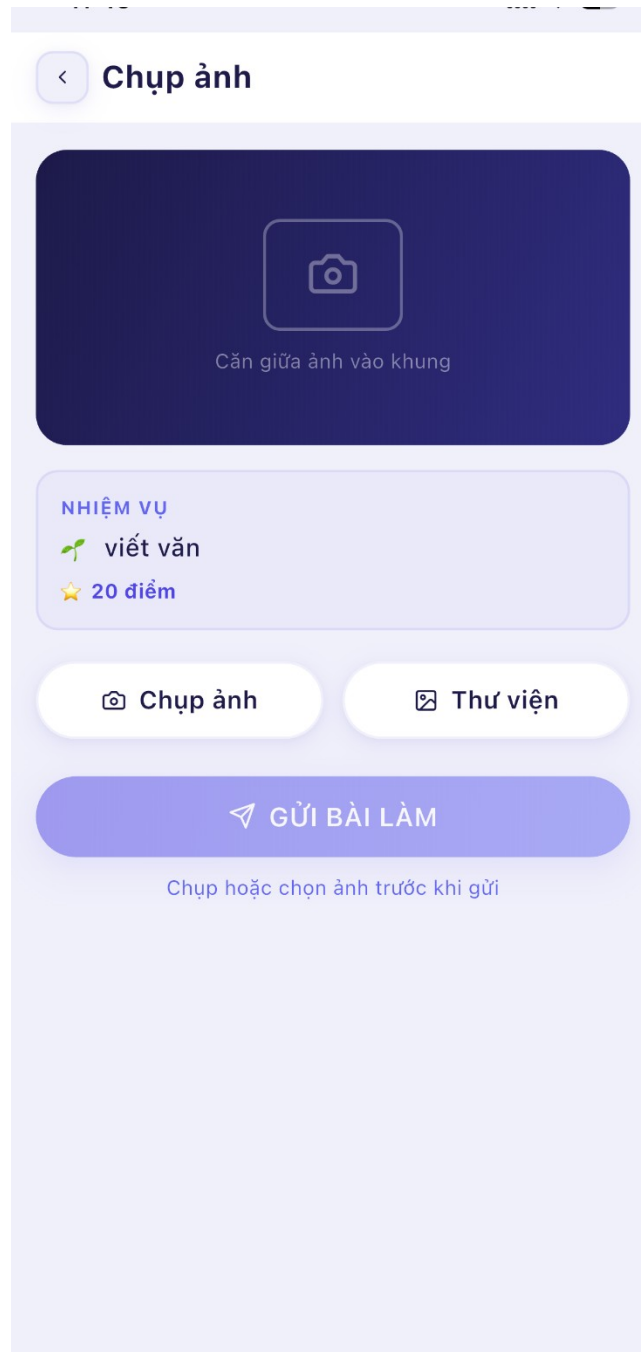 Chụp ảnh
Căn giữa ảnh vào khung
NHIỆM VỤ
viết văn
20 điểm
Chụp ảnh
Thư viện
GỬI BÀI LÀM
Chụp hoặc chọn ảnh trước khi gửi